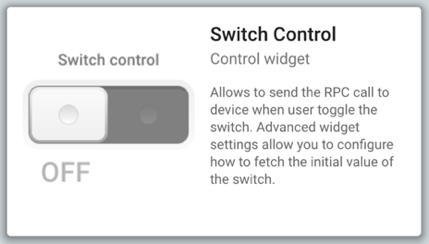 Switch Control
Control widget
Switch control
OFF
Allows to send the RPC call to
device when user toggle the
switch. Advanced widget
settings allow you to configure
how to fetch the initial value of
the switch.